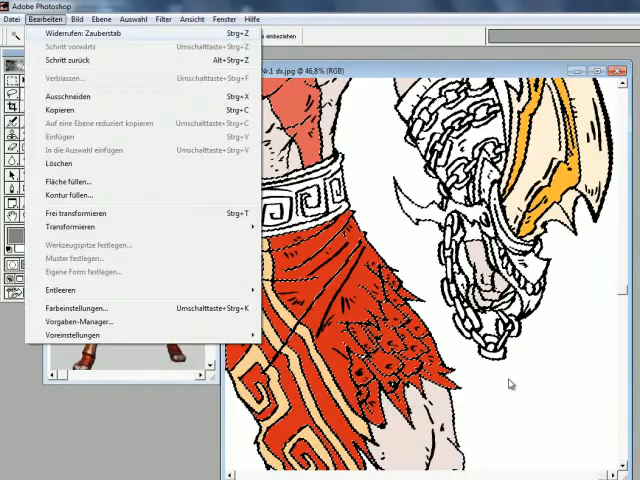 Adobe Photoshop
Datei Bearbeiten Bild Ebene Auswahl Filter Ansicht Fenster Hilfe
einbeziehen
Widerrufen: Zauberstab Strg+Z
Schritt vorwärts Umschalttaste+Strg+Z
Schritt zurück Alt+Strg+Z
Verblassen... Umschalttaste+Strg+F
Ausschneiden Strg+X
Kopieren Strg+C
Auf eine Ebene reduziert kopieren Umschalttaste+Strg+C
Einfügen Strg+V
In die Auswahl einfügen Umschalttaste+Strg+V
Löschen
Fläche füllen...
Kontur füllen...
Frei transformieren Strg+T
Transformieren
Werkzeugspitze festlegen...
Muster festlegen...
Eigene Form festlegen...
Entleeren
Farbeinstellungen... Umschalttaste+Strg+K
Vorgaben-Manager...
Voreinstellungen
Nr.1 dx.jpg @ 46,8% (RGB)